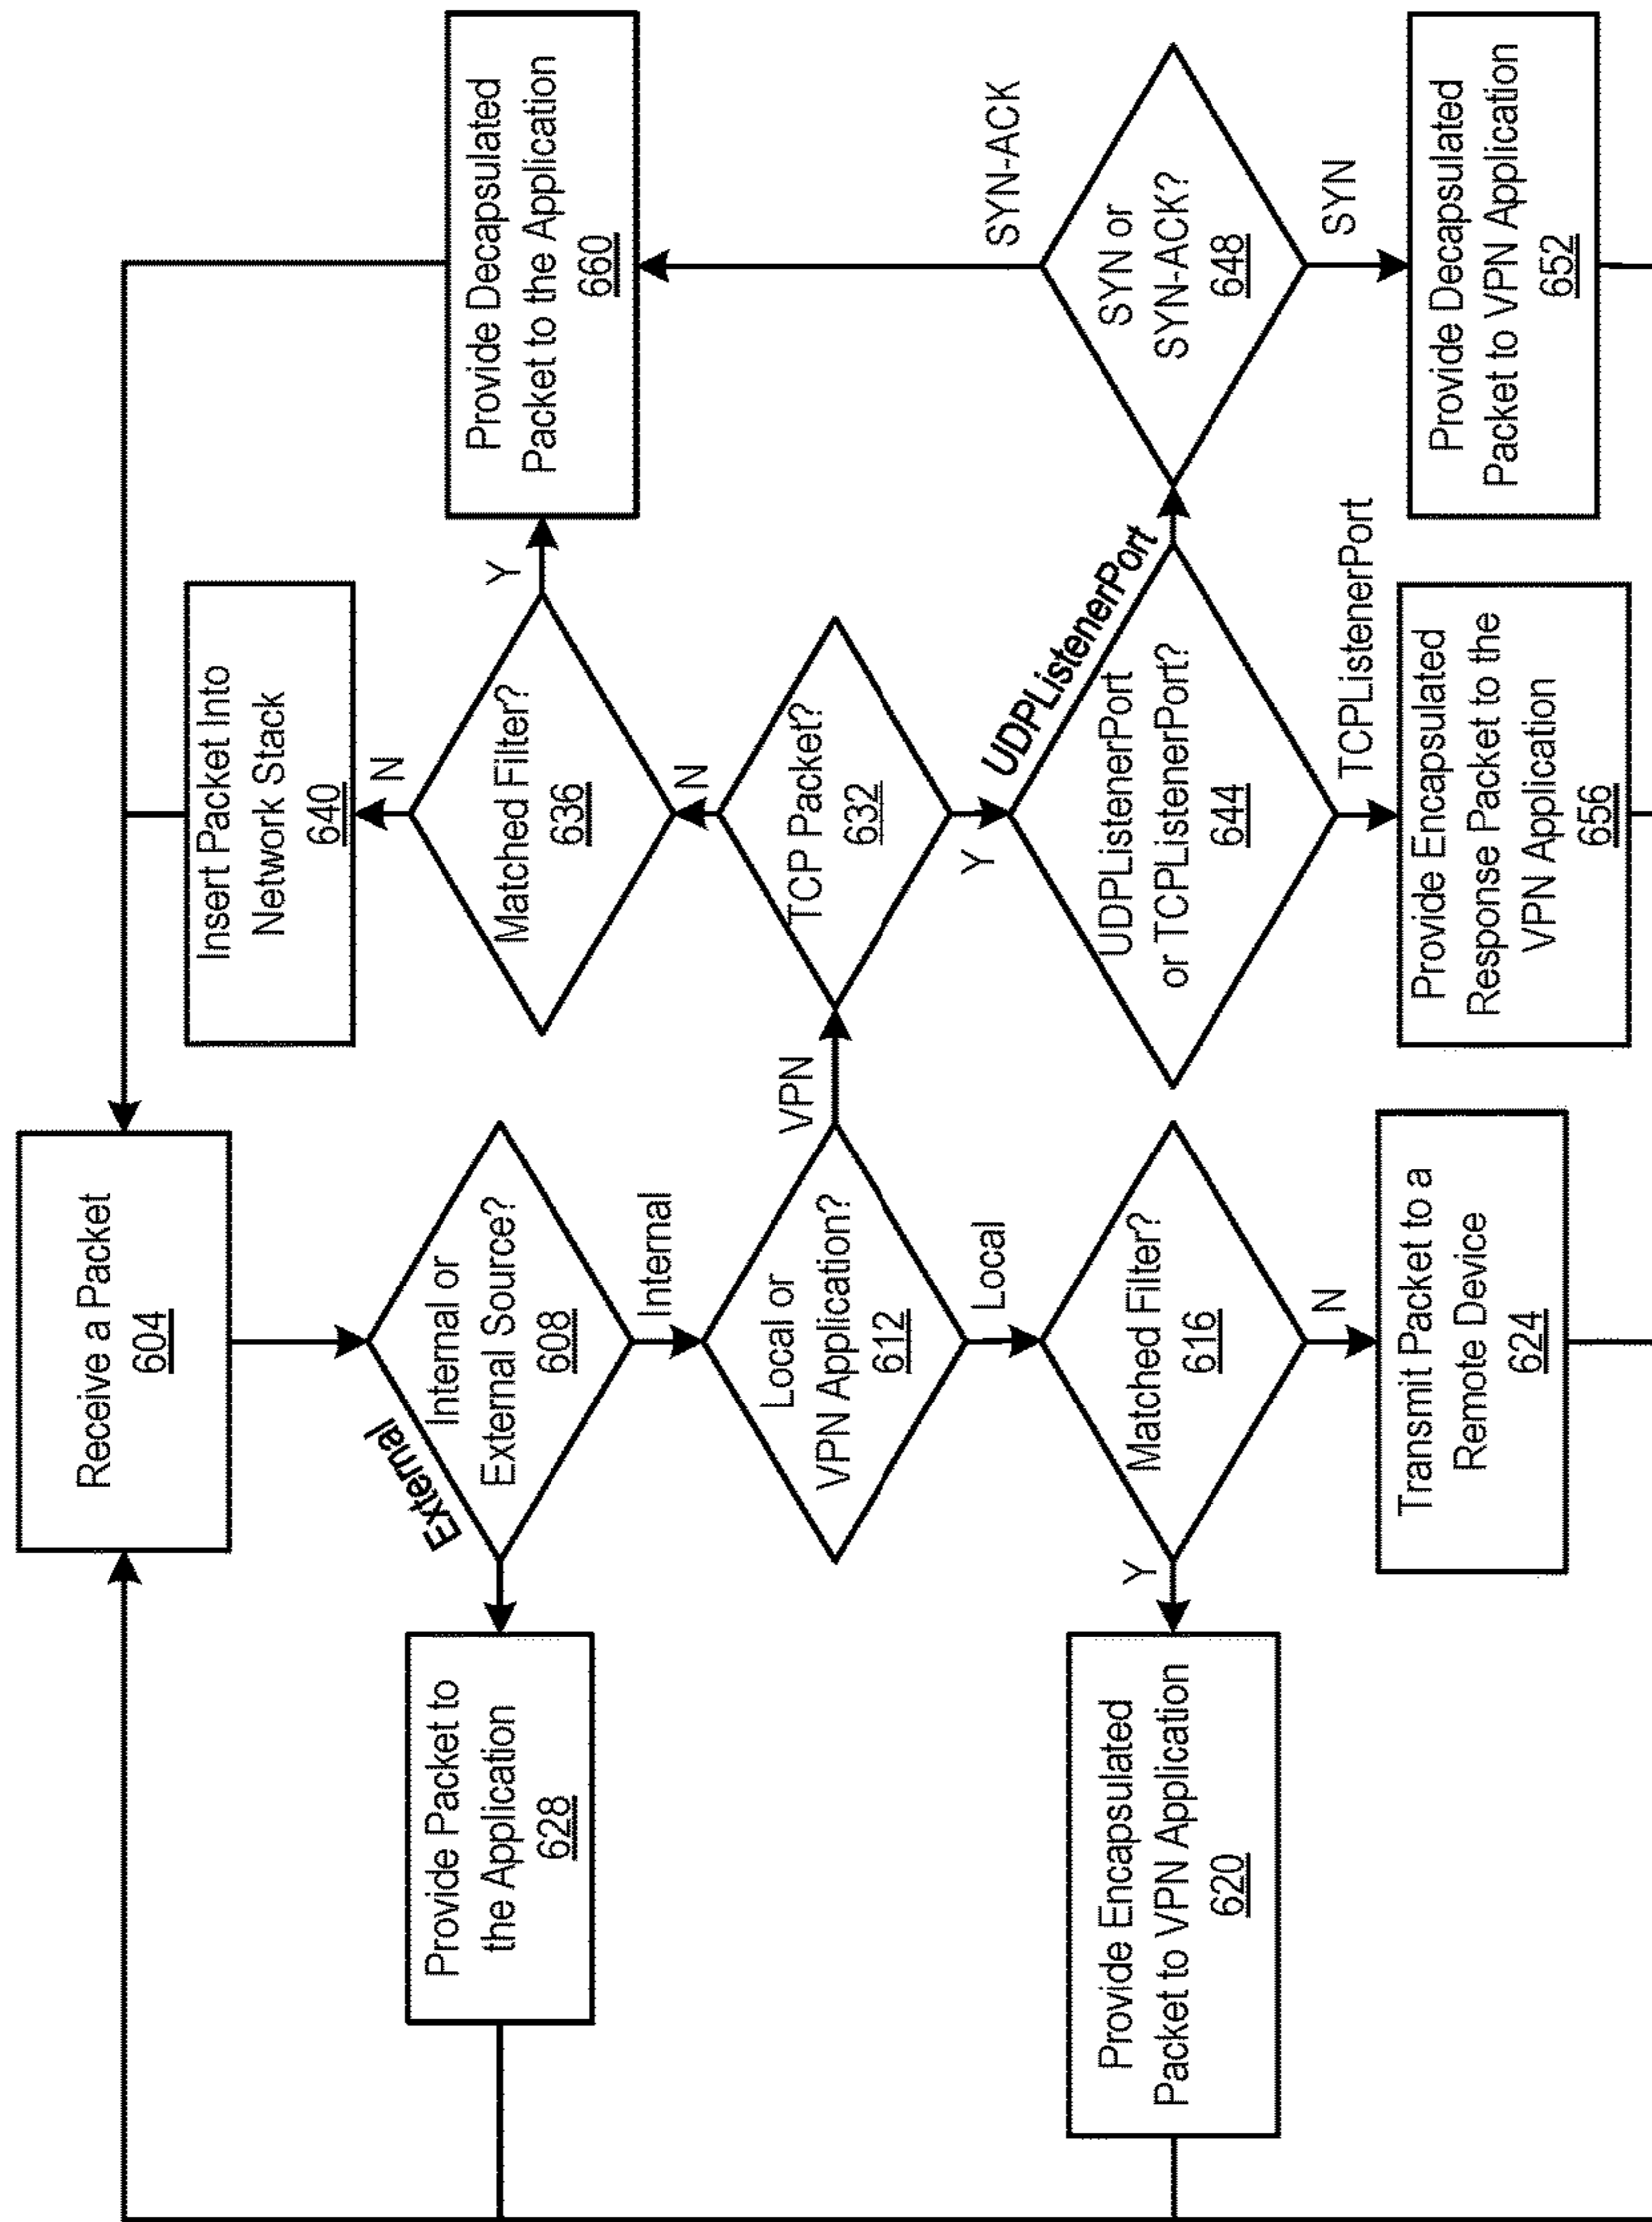 Receive a Packet
604
External
Internal or
External Source?
608
Internal
Provide Packet to
the Application
628
Local or
VPN Application?
612
VPN
Local
Matched Filter?
616
Y
N
Provide Encapsulated
Packet to VPN Application
620
Transmit Packet to a
Remote Device
624
Insert Packet Into
Network Stack
640
N
Matched Filter?
636
Y
Provide Decapsulated
Packet to the Application
660
N
TCP Packet?
632
Y
UDPListenerPort
UDPListenerPort
or TCPListenerPort?
644
TCPListenerPort
SYN-ACK
SYN or
SYN-ACK?
648
SYN
Provide Encapsulated
Response Packet to the
VPN Application
656
Provide Decapsulated
Packet to VPN Application
652